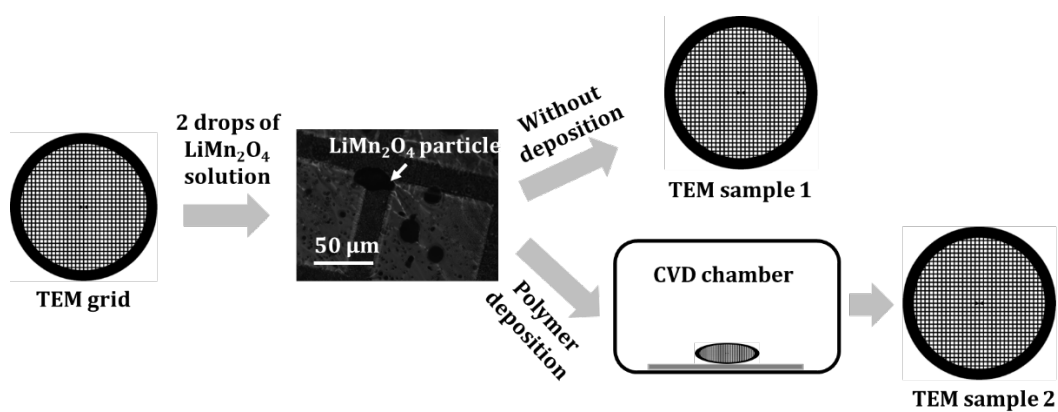 TEM grid
2 drops of
LiMn₂O₄
solution
LiMn₂O₄ particle
50 µm
Without
deposition
TEM sample 1
Polymer
deposition
CVD chamber
TEM sample 2